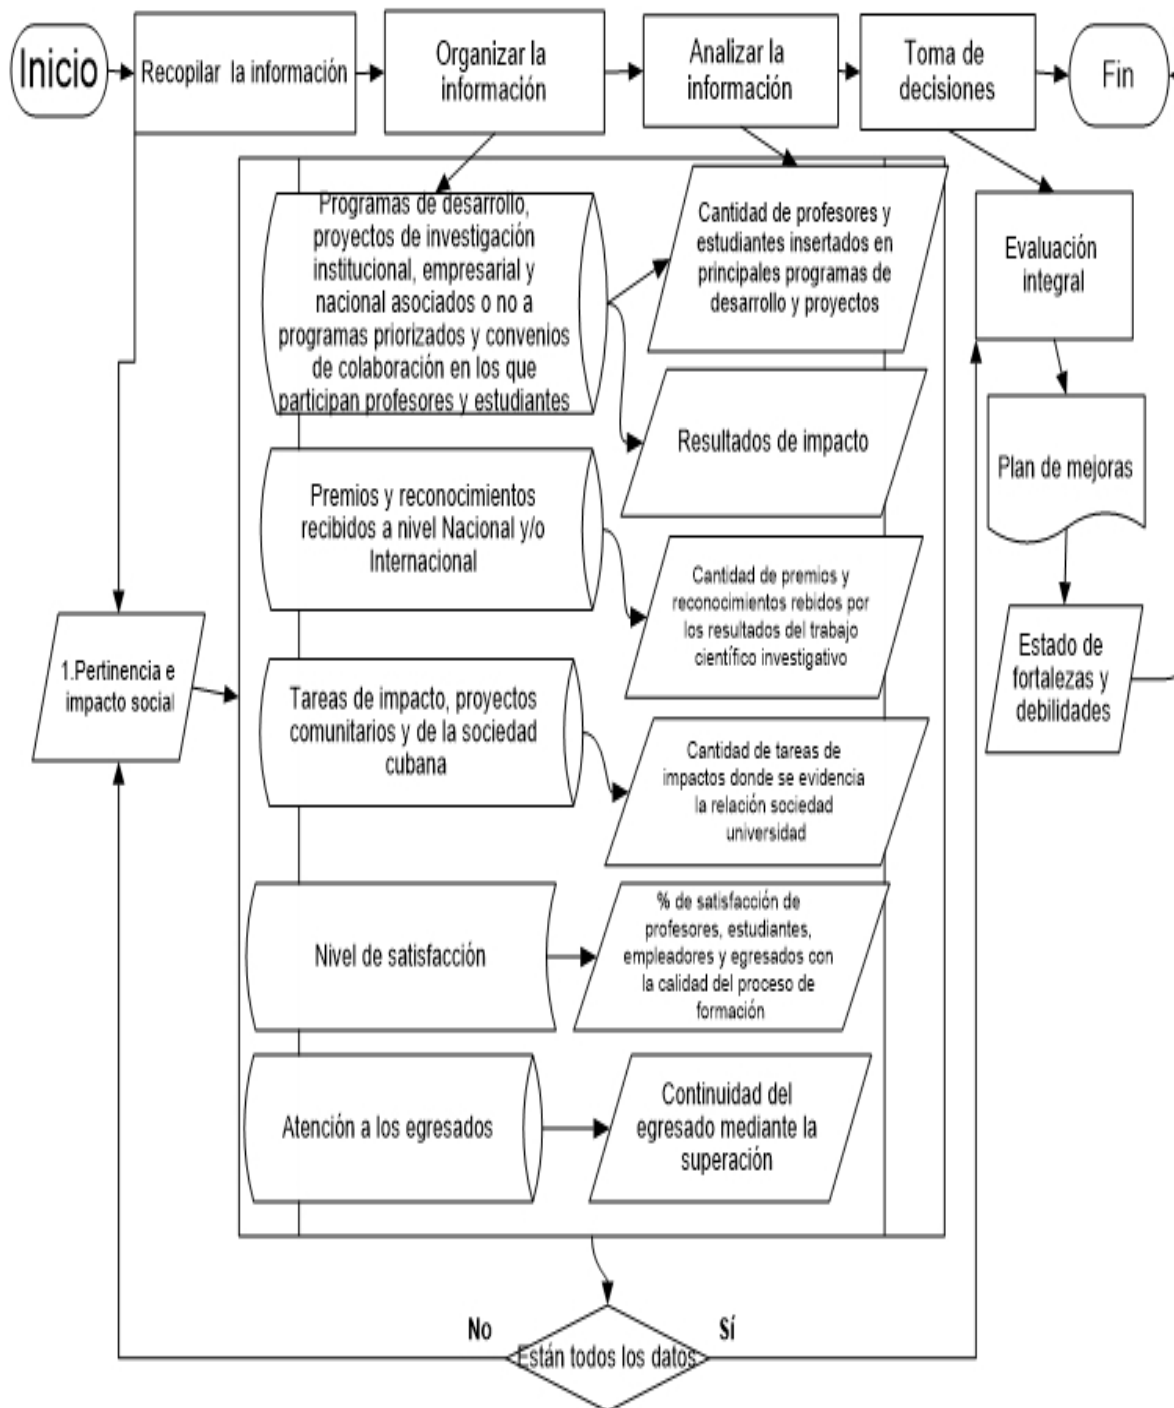 Inicio
Recopilar la información
Organizar la
información
Analizar la
información
Toma de
decisiones
Fin
Programas de desarrollo,
proyectos de investigación
institucional, empresarial y
nacional asociados o no a
programas priorizados y convenios
de colaboración en los que
participan profesores y estudiantes
Cantidad de profesores y
estudiantes insertados en
principales programas de
desarrollo y proyectos
Evaluación
integral
Resultados de impacto
Plan de mejoras
Premios y reconocimientos
recibidos a nivel Nacional y/o
Internacional
Cantidad de premios y
reconocimientos rebidos por
los resultados del trabajo
científico investigativo
1.Pertinencia e
impacto social
Tareas de impacto, proyectos
comunitarios y de la sociedad
cubana
Estado de
fortalezas y
debilidades
Cantidad de tareas de
impactos donde se evidencia
la relación sociedad
universidad
Nivel de satisfacción
% de satisfacción de
profesores, estudiantes,
empleadores y egresados con
la calidad del proceso de
formación
Atención a los egresados
Continuidad del
egresado mediante la
superación
No
Sí
Están todos los datos